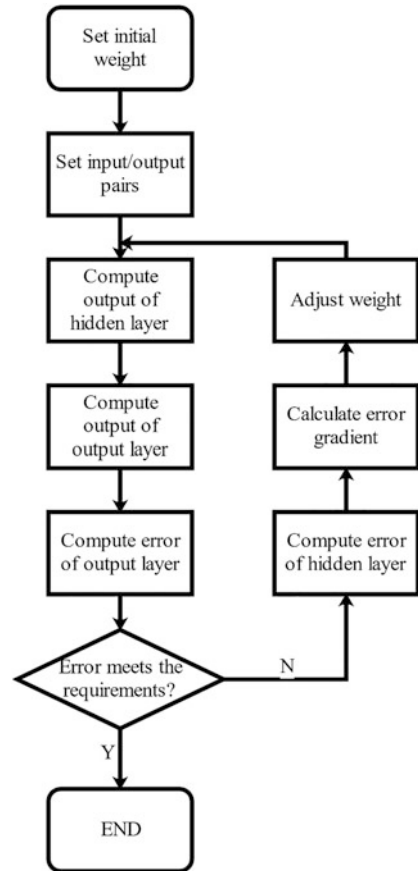 Set initial
weight
Set input/output
pairs
Compute
output of
hidden layer
Adjust weight
Compute
output of
output layer
Calculate error
gradient
Compute error
of output layer
Compute error
of hidden layer
Error meets the
requirements?
N
Y
END